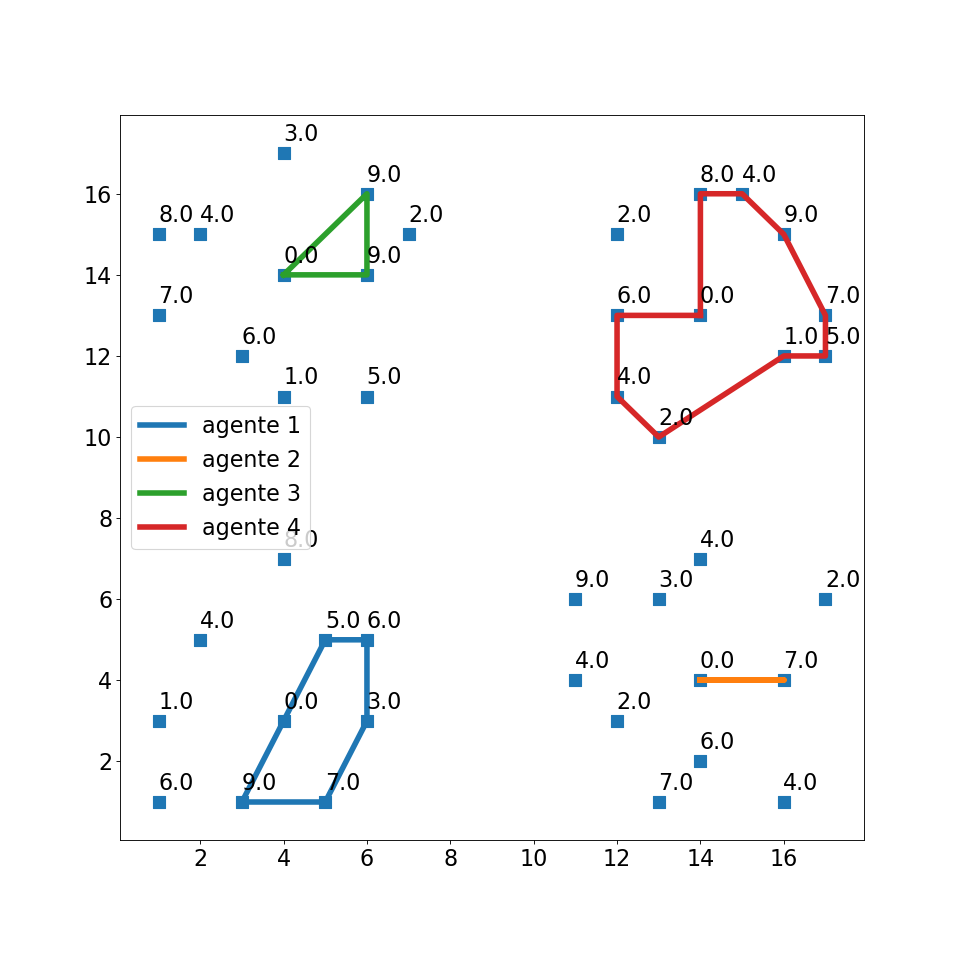 3.0
9.0
8.0 4.0
8.0 4.0 2.0 2.0 9.0
16
0.0 9.0
14
7.0 6.0 0.0 7.0
6.0 1.0 5.0
12
1.0 5.0 4.0
2.0
agente 1
10
agente 2
agente 3
8
agente 4
8.0 4.0
9.0 3.0 2.0
6
4.0 5.0 6.0
4.0 0.0 7.0
4
1.0 0.0 3.0 2.0
6.0
2
6.0 9.0 7.0 7.0 4.0
2 4 6 8 10 12 14 16